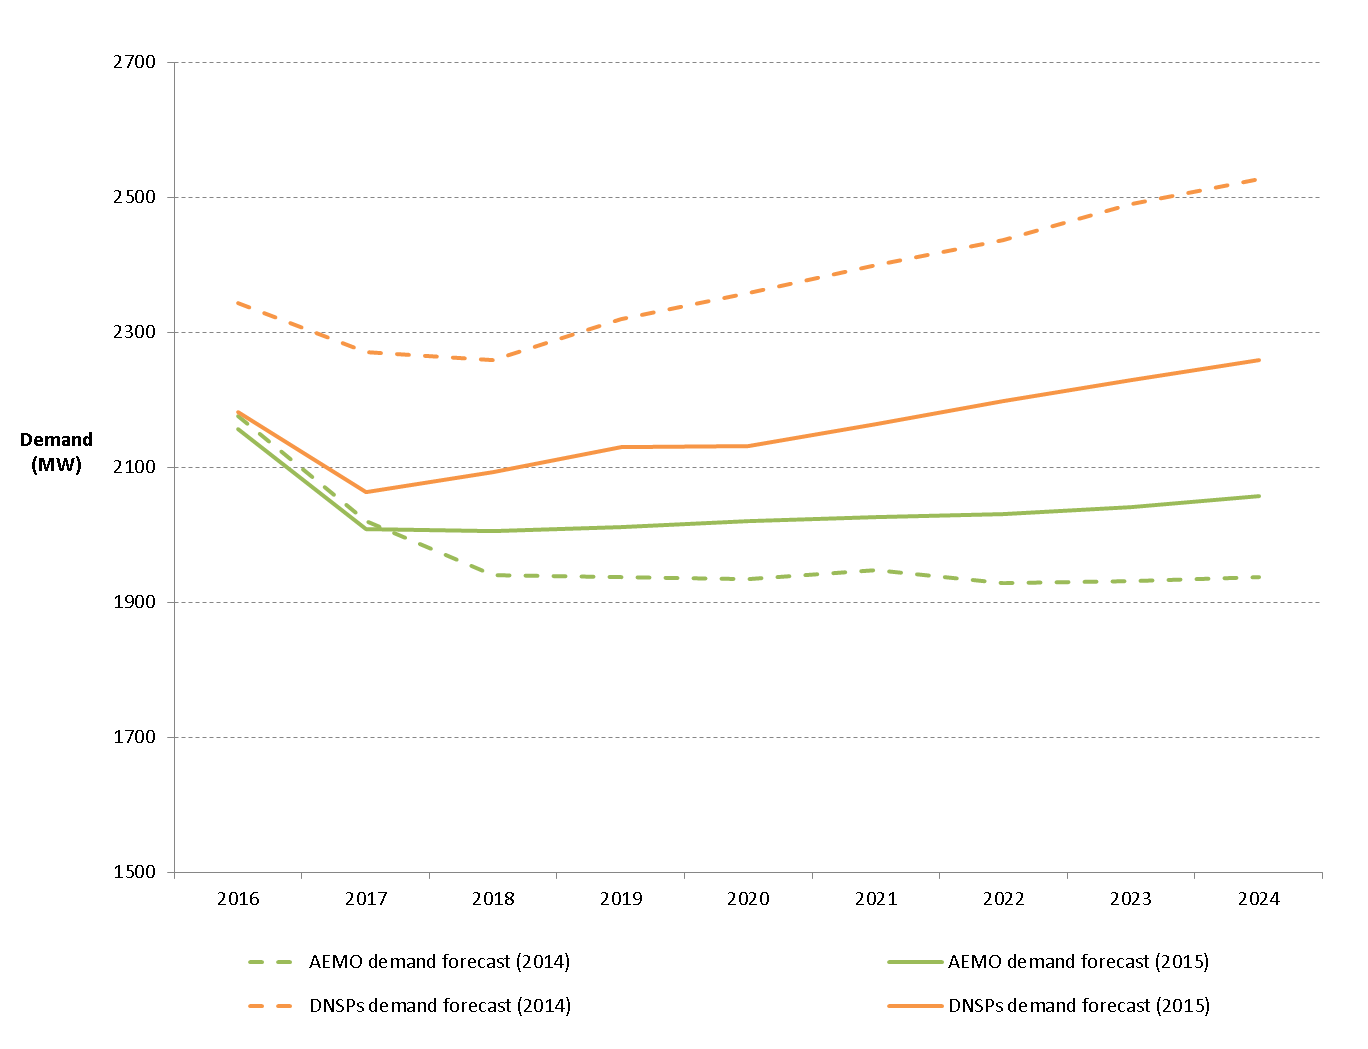 2700
2500
2300
Demand
(MW)
2100
1900
1700
1500
2016 2017 2018 2019 2020 2021 2022 2023 2024
AEMO demand forecast (2014) AEMO demand forecast (2015)
DNSPs demand forecast (2014) DNSPs demand forecast (2015)